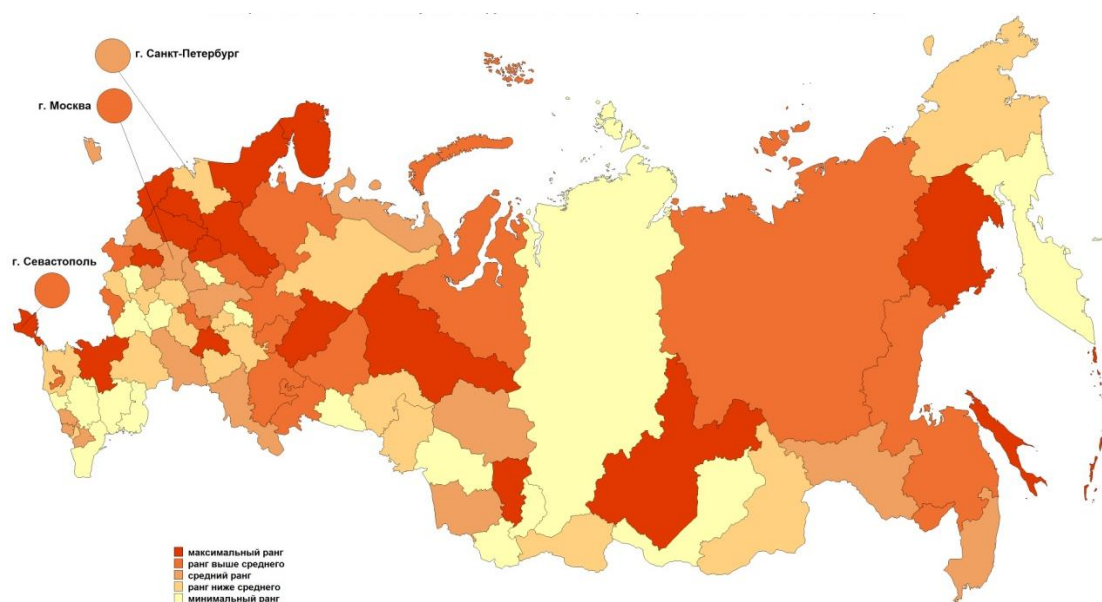 г. Санкт-Петербург
г. Москва
г. Севастополь
максимальный ранг
ранг выше среднего
средний ранг
ранг ниже среднего
минимальный ранг